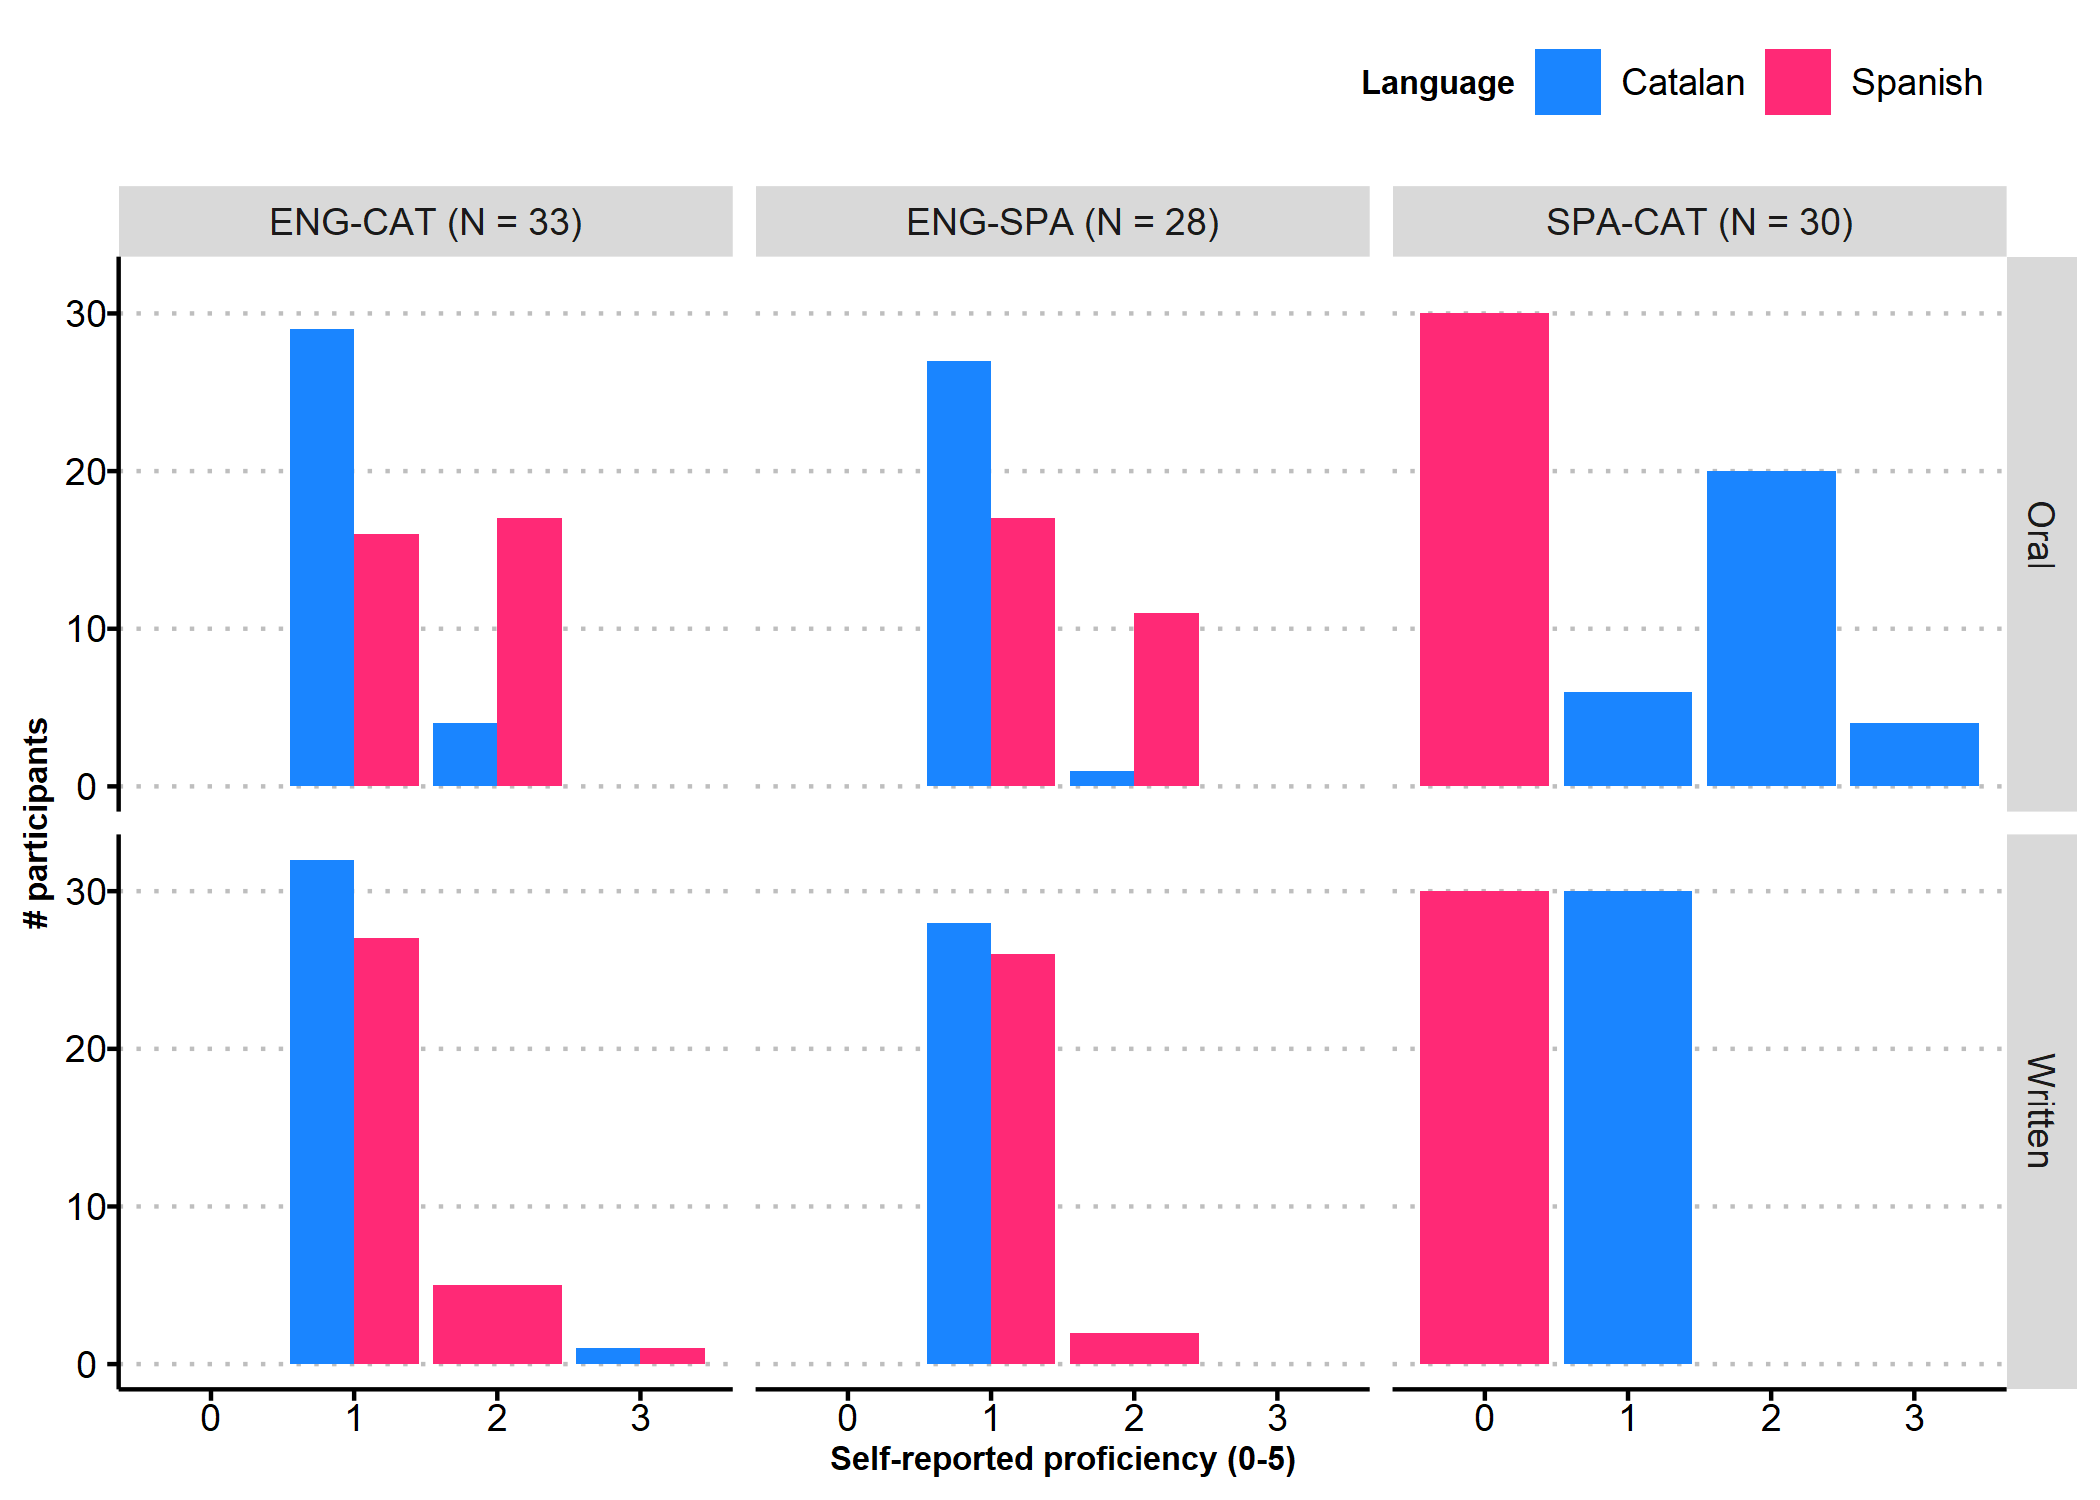 Language Catalan Spanish
ENG-CAT (N = 33) ENG-SPA (N = 28) SPA-CAT (N = 30)
30
20
10
0
Oral
# participants
30
20
10
0
Written
0 1 2 3 0 1 2 3 0 1 2 3
Self-reported proficiency (0-5)